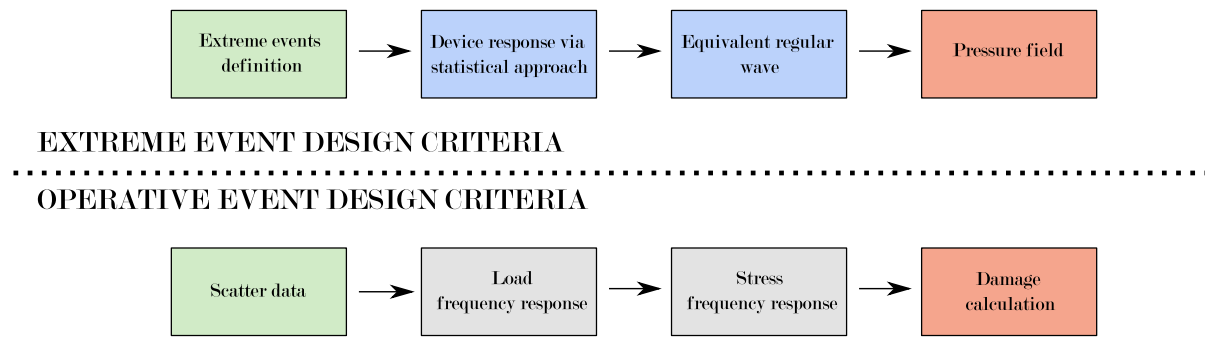 Extreme events
definition
Device response via
statistical approach
Equivalent regular
wave
Pressure field
EXTREME EVENT DESIGN CRITERIA
OPERATIVE EVENT DESIGN CRITERIA
Scatter data
Load
frequency response
Stress
frequency response
Damage
calculation